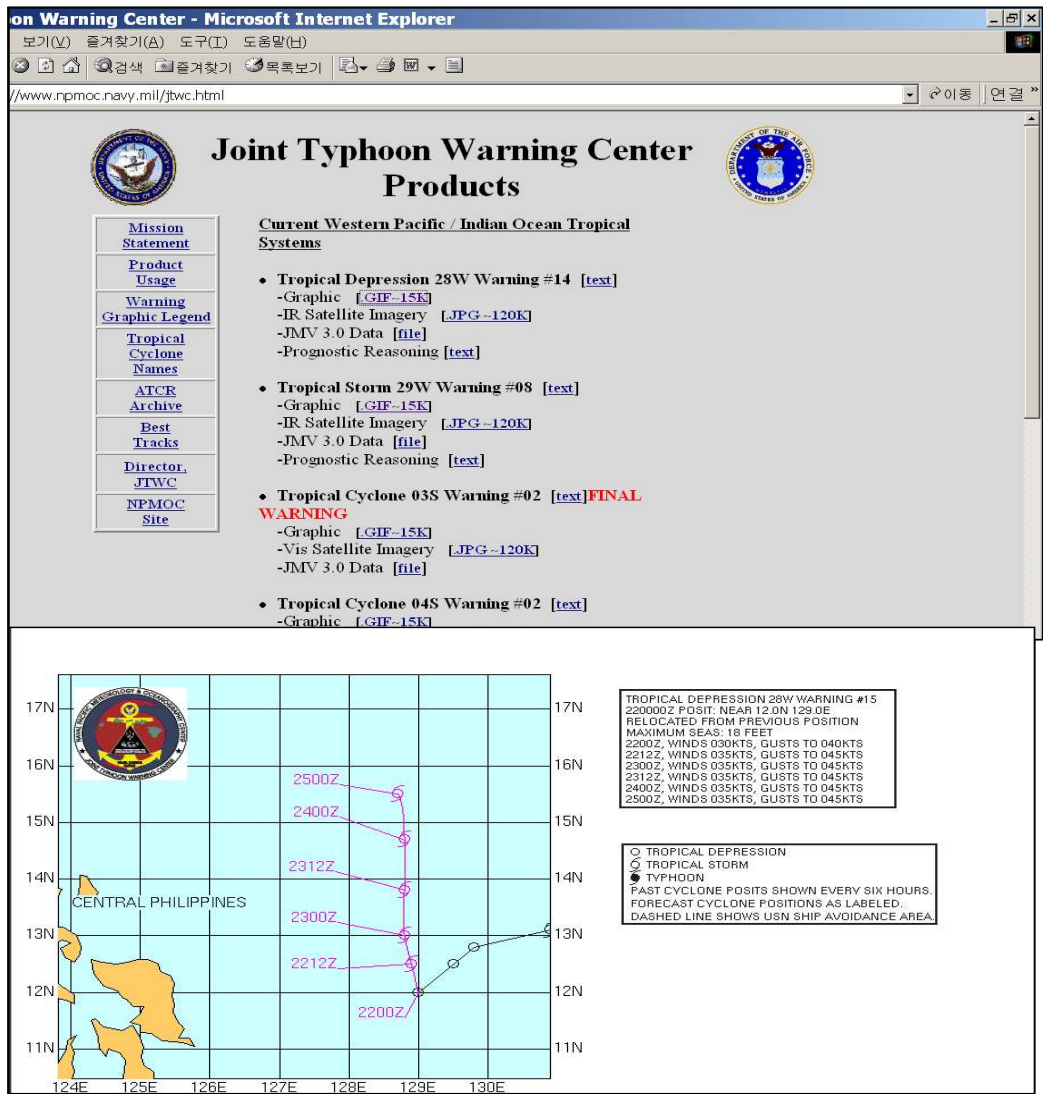 on Warning Center - Microsoft Internet Explorer
보기(V) 즐겨찾기(A) 도구(T) 도움말(H)
검색 즐겨찾기 목록보기
//www.npmoc.navy.mil/jtwc.html 이동 연결 »
Joint Typhoon Warning Center
Products
Mission
Statement
Product
Usage
Warning
Graphic Legend
Tropical
Cyclone
Names
ATCR
Archive
Best
Tracks
Director,
JTWC
NPMOC
Site
Current Western Pacific / Indian Ocean Tropical
Systems
• Tropical Depression 28W Warning #14 [text]
-Graphic [.GIF~15K]
-IR Satellite Imagery [.JPG ~120K]
-JMV 3.0 Data [file]
-Prognostic Reasoning [text]
• Tropical Storm 29W Warning #08 [text]
-Graphic [.GIF~15K]
-IR Satellite Imagery [.JPG ~120K]
-JMV 3.0 Data [file]
-Prognostic Reasoning [text]
• Tropical Cyclone 03S Warning #02 [text]FINAL
WARNING
-Graphic [.GIF~15K]
-Vis Satellite Imagery [.JPG ~120K]
-JMV 3.0 Data [file]
• Tropical Cyclone 04S Warning #02 [text]
-Graphic [.GIF~15K]
17N 17N
16N 16N
15N 15N
14N 14N
13N 13N
12N 12N
11N 11N
124E 125E 126E 127E 128E 129E 130E
2500Z
2400Z
2312Z
2300Z
2212Z
2200Z
CENTRAL PHILIPPINES
TROPICAL DEPRESSION 28W WARNING #15
220000Z POSIT: NEAR 12.0N 129.0E
RELOCATED FROM PREVIOUS POSITION
MAXIMUM SEAS: 18 FEET
2200Z, WINDS 030KTS, GUSTS TO 040KTS
2212Z, WINDS 035KTS, GUSTS TO 045KTS
2300Z, WINDS 035KTS, GUSTS TO 045KTS
2312Z, WINDS 035KTS, GUSTS TO 045KTS
2400Z, WINDS 035KTS, GUSTS TO 045KTS
2500Z, WINDS 035KTS, GUSTS TO 045KTS
TROPICAL DEPRESSION
TROPICAL STORM
TYPHOON
PAST CYCLONE POSITS SHOWN EVERY SIX HOURS.
FORECAST CYCLONE POSITIONS AS LABELED.
DASHED LINE SHOWS USN SHIP AVOIDANCE AREA.